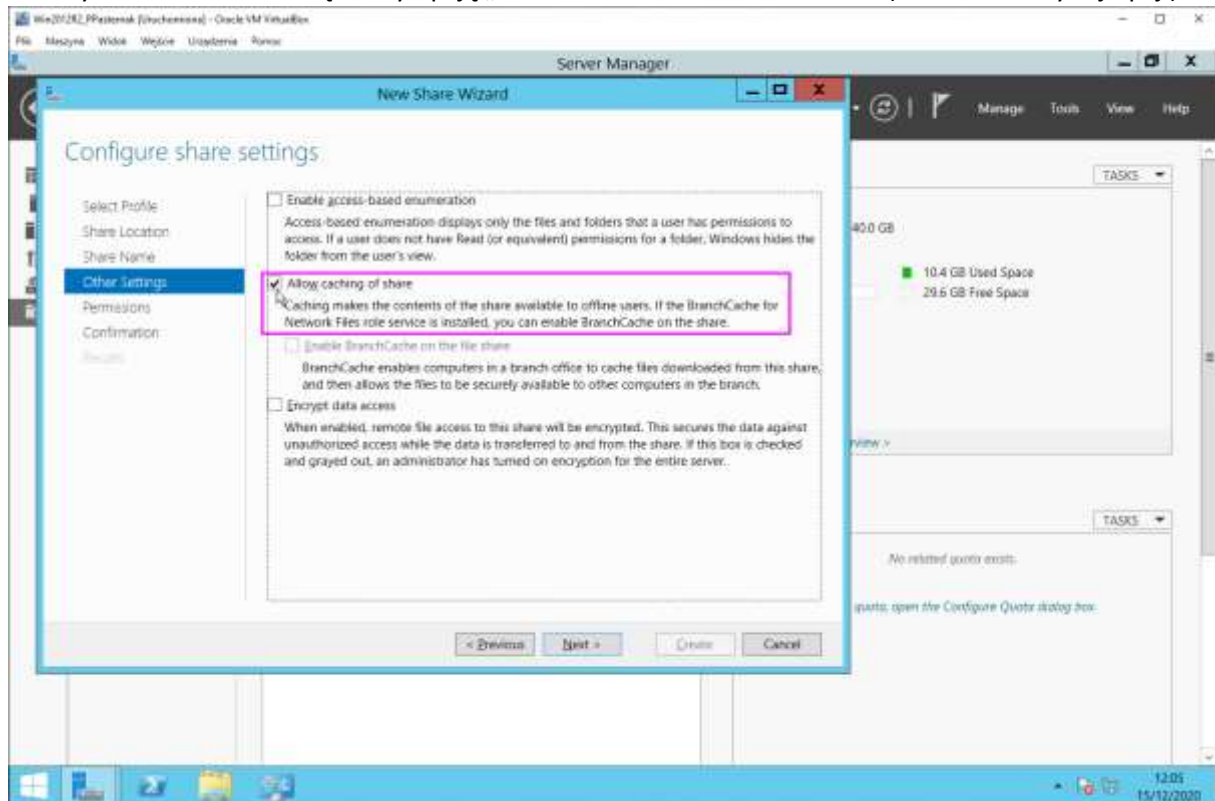 Win2012R2_PPasternak [Uruchomiona] - Oracle VM VirtualBox
Plik Maszyna Widok Wejście Urządzenia Pomoc
Server Manager
New Share Wizard
Manage Tools View Help
Configure share settings
TASKS
Select Profile
Share Location
Share Name
Other Settings
Permissions
Confirmation
Results
Enable access-based enumeration
Access-based enumeration displays only the files and folders that a user has permissions to
access. If a user does not have Read (or equivalent) permissions for a folder, Windows hides the
folder from the user's view.
Allow caching of share
Caching makes the contents of the share available to offline users. If the BranchCache for
Network Files role service is installed, you can enable BranchCache on the share.
Enable BranchCache on the file share
BranchCache enables computers in a branch office to cache files downloaded from this share,
and then allows the files to be securely available to other computers in the branch.
Encrypt data access
When enabled, remote file access to this share will be encrypted. This secures the data against
unauthorized access while the data is transferred to and from the share. If this box is checked
and grayed out, an administrator has turned on encryption for the entire server.
40.0 GB
10.4 GB Used Space
29.6 GB Free Space
TASKS
No related quota exists.
quota, open the Configure Quota dialog box.
< Previous Next > Create Cancel
12:05
15/12/2020